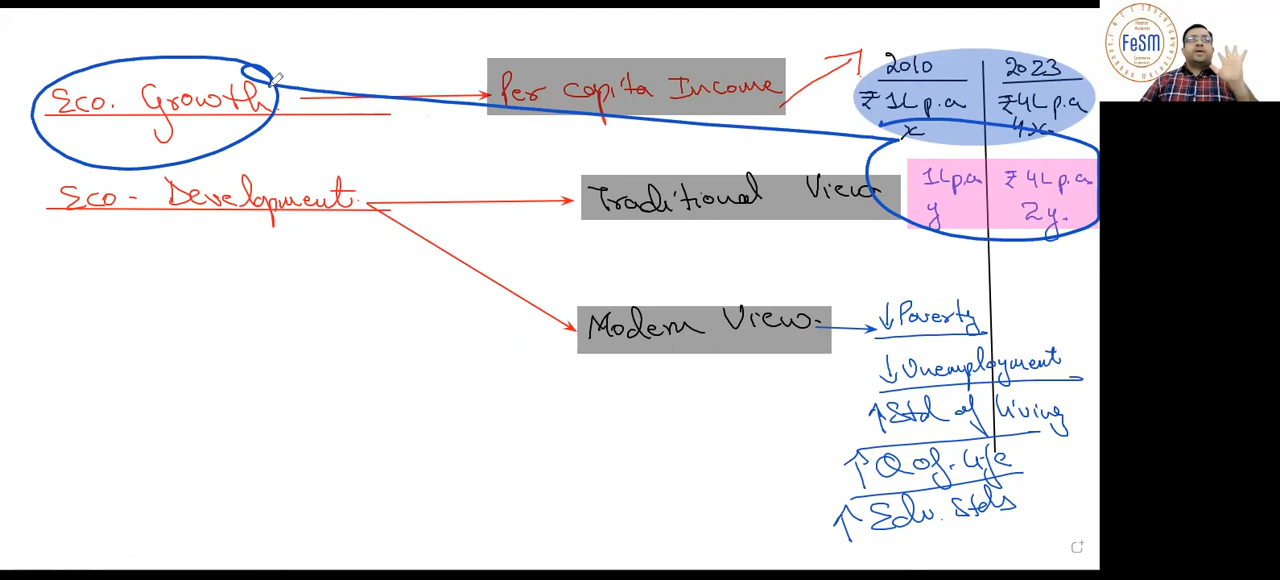 Eco. Growth
Per capita Income
2010
2023
₹1L p.a
₹4L p.a
x
4x
Eco - Development
Traditional View
1L p.a
₹4L p.a
y
2y.
Modern View.
↓Poverty
↓Unemployment
↑Std of living
↑Q of. Life
↑Edu. Stds
FeSM